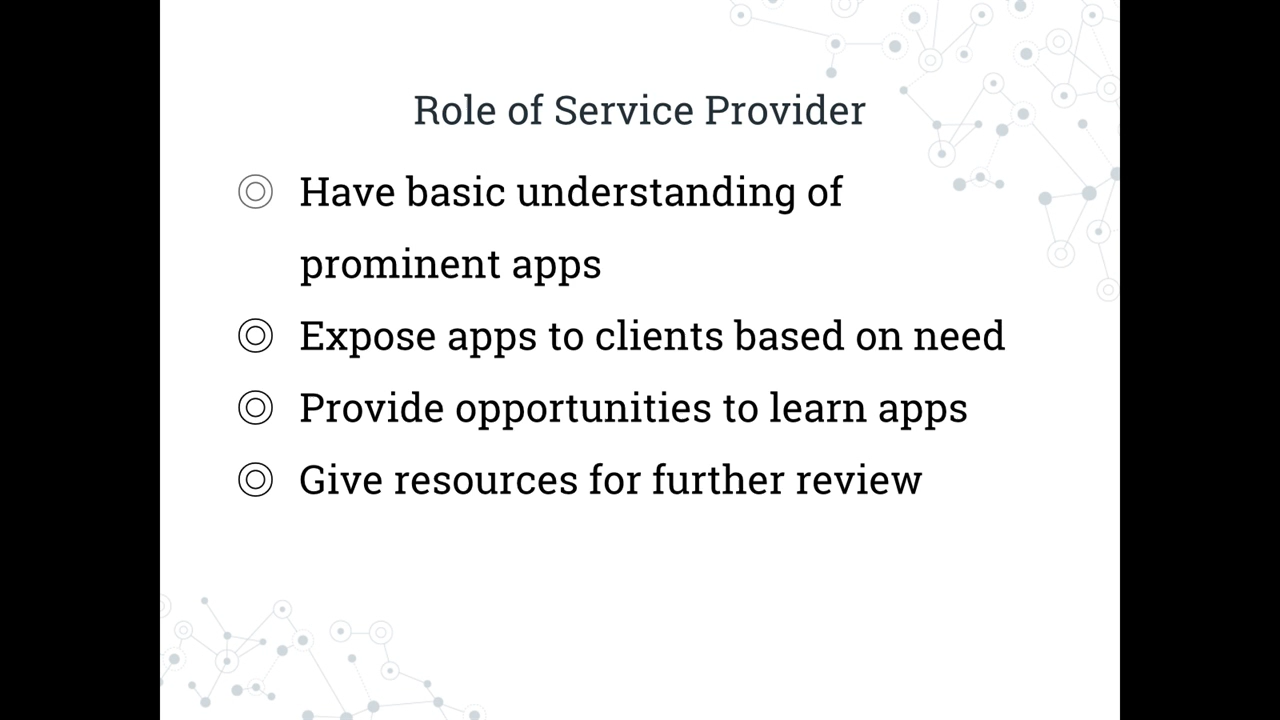 Role of Service Provider
Have basic understanding of
prominent apps
Expose apps to clients based on need
Provide opportunities to learn apps
Give resources for further review